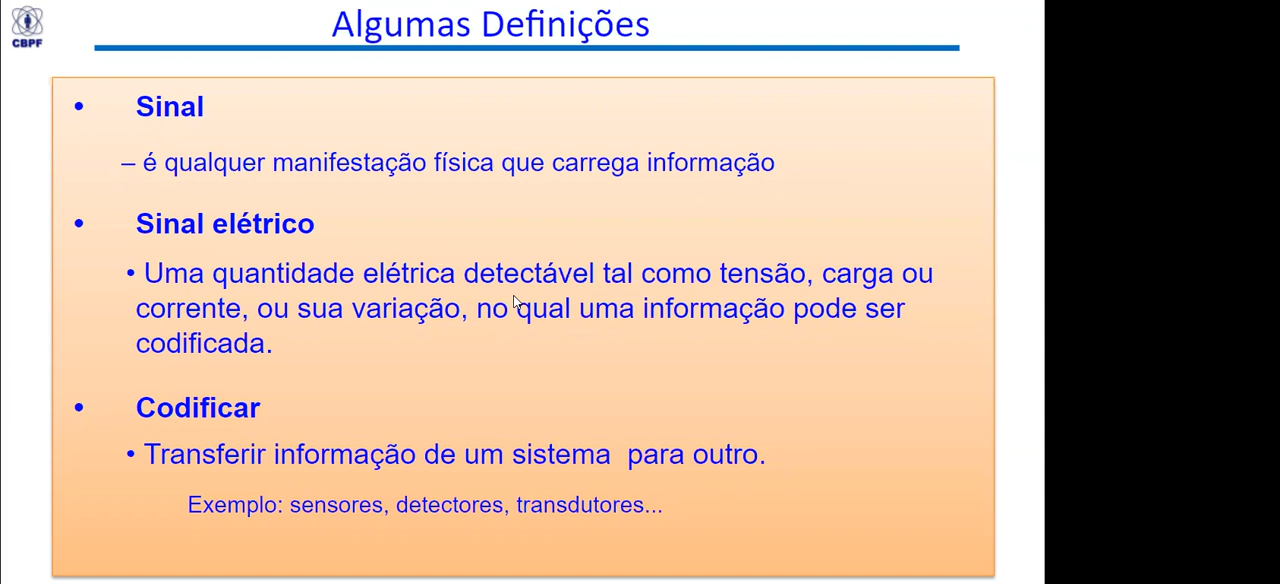 CBPF
Algumas Definições
• Sinal
– é qualquer manifestação física que carrega informação
• Sinal elétrico
• Uma quantidade elétrica detectável tal como tensão, carga ou
corrente, ou sua variação, no qual uma informação pode ser
codificada.
• Codificar
• Transferir informação de um sistema para outro.
Exemplo: sensores, detectores, transdutores...